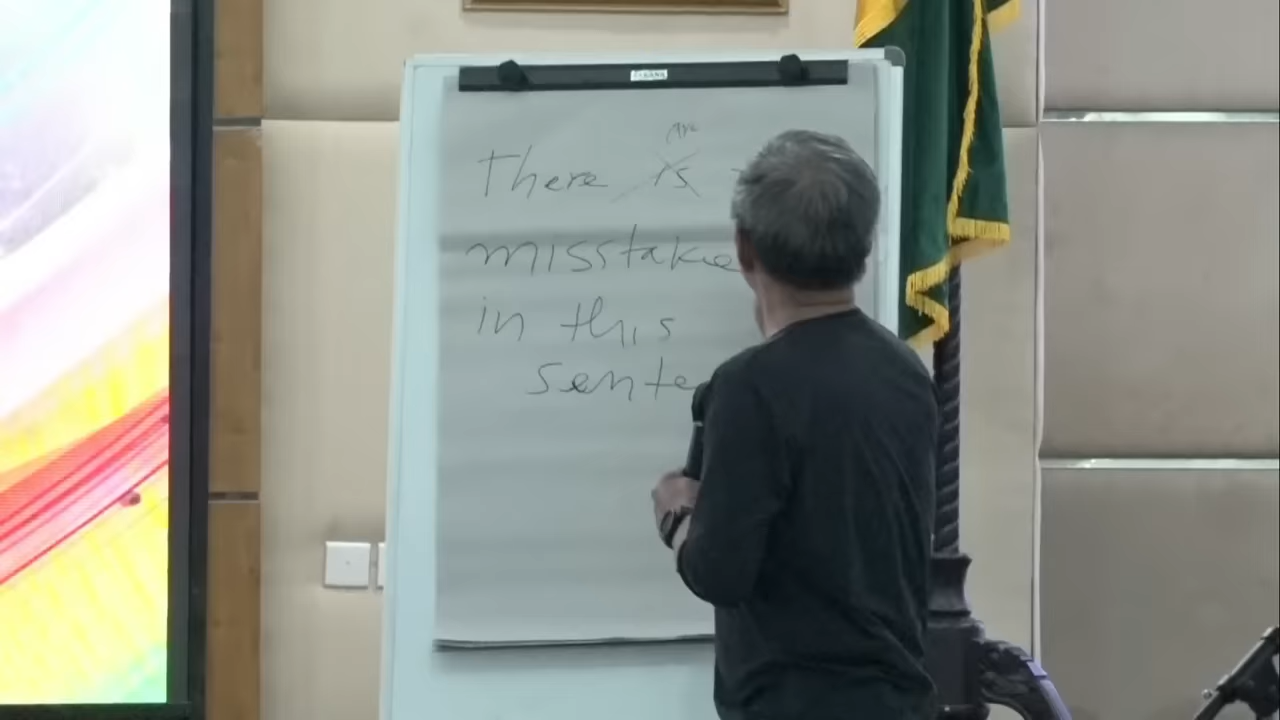 are
There is
misstake
in this
sente